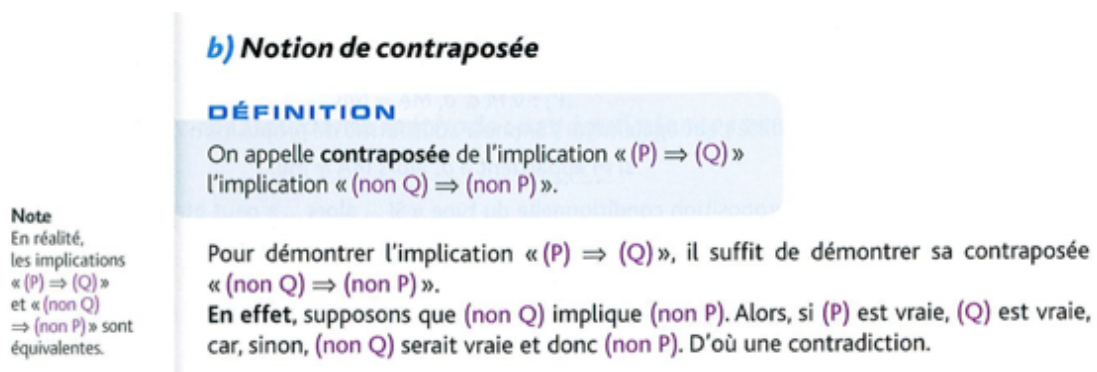 b) Notion de contraposée
DÉFINITION
On appelle contraposée de l'implication « (P) ⇒ (Q) »
l'implication « (non Q) ⇒ (non P) ».
Note
En réalité,
les implications
« (P) ⇒ (Q) »
et « (non Q)
⇒ (non P) » sont
équivalentes.
Pour démontrer l'implication « (P) ⇒ (Q) », il suffit de démontrer sa contraposée
« (non Q) ⇒ (non P) ».
En effet, supposons que (non Q) implique (non P). Alors, si (P) est vraie, (Q) est vraie,
car, sinon, (non Q) serait vraie et donc (non P). D'où une contradiction.